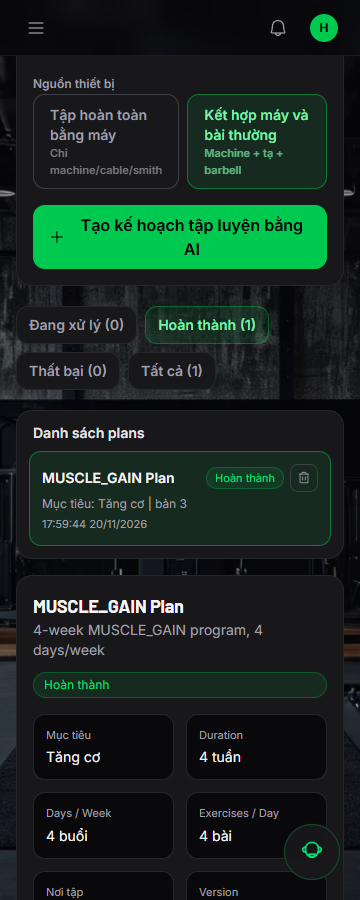 H
Nguồn thiết bị
Tập hoàn toàn
bằng máy
Chỉ
machine/cable/smith
Kết hợp máy và
bài thường
Machine + tạ +
barbell
+ Tạo kế hoạch tập luyện bằng
AI
Đang xử lý (0)
Hoàn thành (1)
Thất bại (0)
Tất cả (1)
Danh sách plans
MUSCLE_GAIN Plan
Hoàn thành
Mục tiêu: Tăng cơ | bản 3
17:59:44 20/11/2026
MUSCLE_GAIN Plan
4-week MUSCLE_GAIN program, 4
days/week
Hoàn thành
Mục tiêu
Tăng cơ
Duration
4 tuần
Days / Week
4 buổi
Exercises / Day
4 bài
Nơi tập
Version